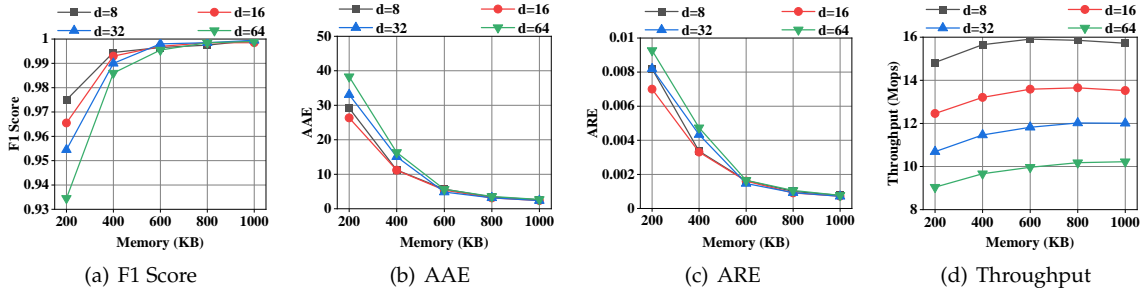 d=8 d=16
d=32 d=64
1
0.99
0.98
0.97
0.96
0.95
0.94
0.93
F1 Score
200 400 600 800 1000
Memory (KB)
(a) F1 Score
d=8 d=16
d=32 d=64
50
40
30
20
10
0
AAE
200 400 600 800 1000
Memory (KB)
(b) AAE
d=8 d=16
d=32 d=64
0.01
0.008
0.006
0.004
0.002
0
ARE
200 400 600 800 1000
Memory (KB)
(c) ARE
d=8 d=16
d=32 d=64
16
14
12
10
8
Throughput (Mops)
200 400 600 800 1000
Memory (KB)
(d) Throughput